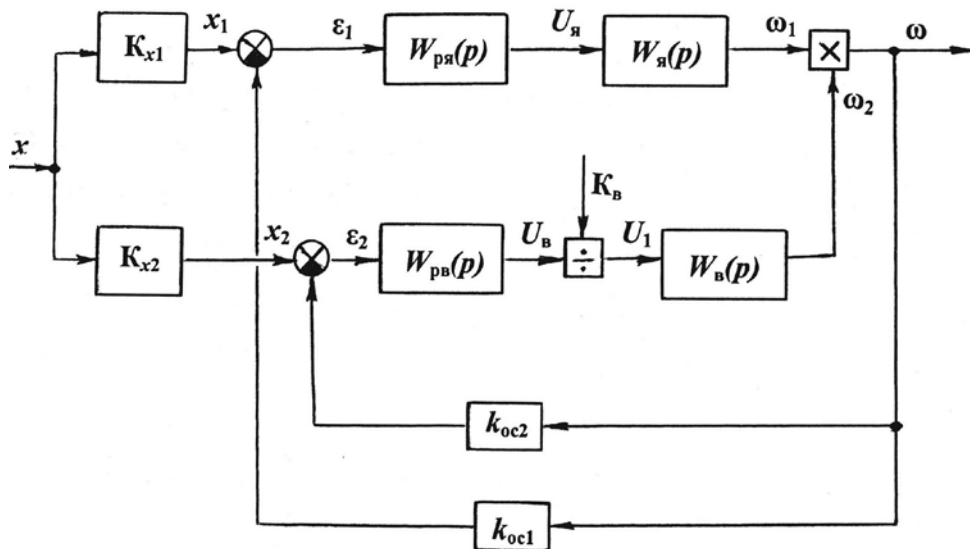 x₁ ε₁ Uя ω₁ ω
Kx1 Wря(p) Wя(p) ×
ω₂
x
Kв
x₂ ε₂ Uв U₁
Kx2 Wрв(p) ÷ Wв(p)
kос2
kос1